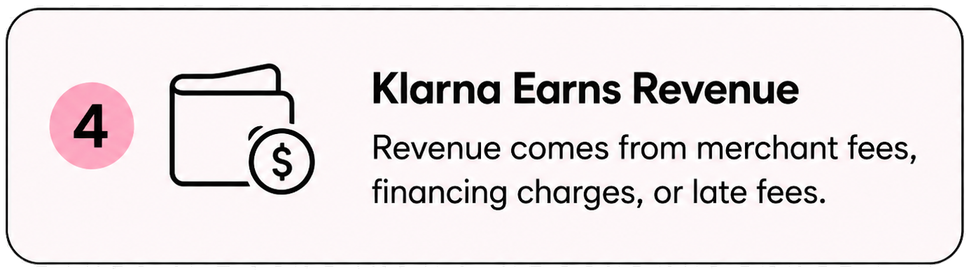 4
Klarna Earns Revenue
Revenue comes from merchant fees,
financing charges, or late fees.
$